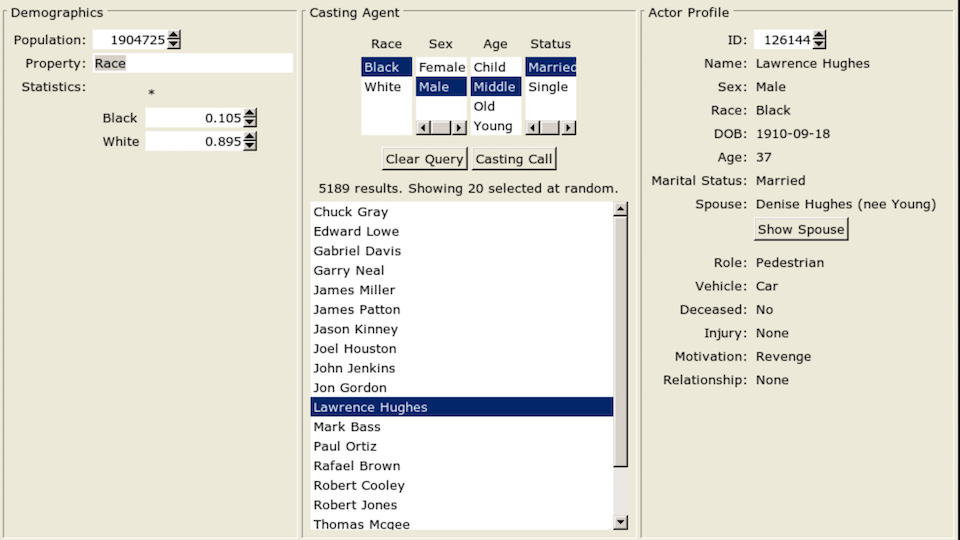 Demographics
Population: 1904725
Property: Race
Statistics: *
Black 0.105
White 0.895
Casting Agent
Race Sex Age Status
Black Female Child Married
White Male Middle Single
Old
Young
Clear Query Casting Call
5189 results. Showing 20 selected at random.
Chuck Gray
Edward Lowe
Gabriel Davis
Garry Neal
James Miller
James Patton
Jason Kinney
Joel Houston
John Jenkins
Jon Gordon
Lawrence Hughes
Mark Bass
Paul Ortiz
Rafael Brown
Robert Cooley
Robert Jones
Thomas Mcgee
Actor Profile
ID: 126144
Name: Lawrence Hughes
Sex: Male
Race: Black
DOB: 1910-09-18
Age: 37
Marital Status: Married
Spouse: Denise Hughes (nee Young)
Show Spouse
Role: Pedestrian
Vehicle: Car
Deceased: No
Injury: None
Motivation: Revenge
Relationship: None